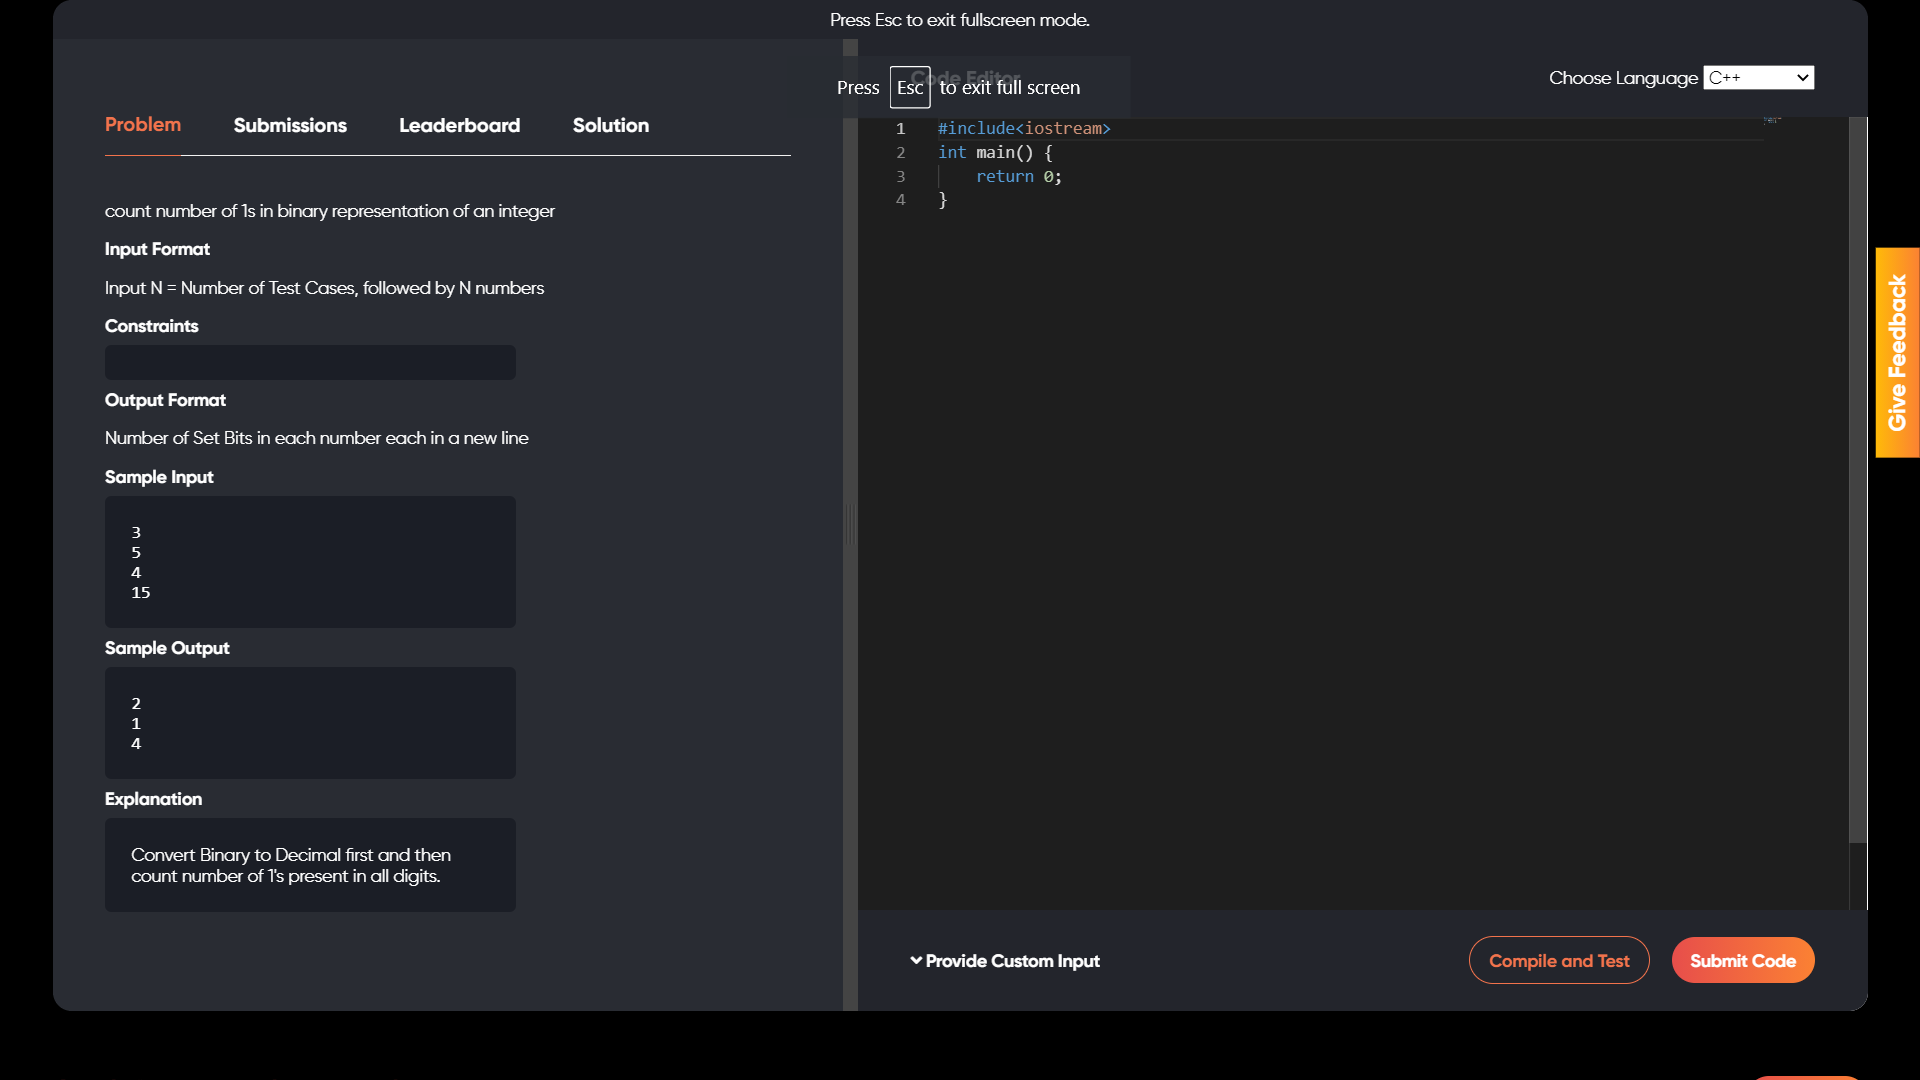 Press Esc to exit fullscreen mode.
Code Editor
Press Esc to exit full screen
Choose Language C++
Problem Submissions Leaderboard Solution
count number of 1s in binary representation of an integer
Input Format
Input N = Number of Test Cases, followed by N numbers
Constraints
Output Format
Number of Set Bits in each number each in a new line
Sample Input
3
5
4
15
Sample Output
2
1
4
Explanation
Convert Binary to Decimal first and then
count number of 1's present in all digits.
1 #include<iostream>
2 int main() {
3     return 0;
4 }
Provide Custom Input
Compile and Test
Submit Code
Give Feedback